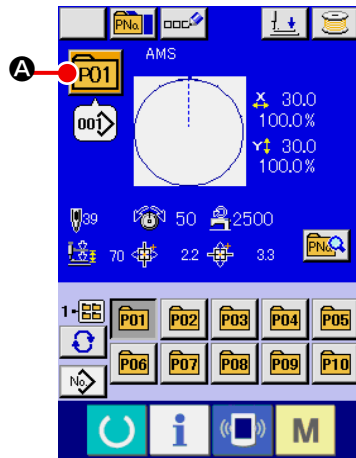 PNo.
A
AMS
P01
001
X 30.0
100.0%
Y 30.0
100.0%
39 50 2500
70 2.2 3.3
PNo.
1-
P01 P02 P03 P04 P05
No.
P06 P07 P08 P09 P10
i M